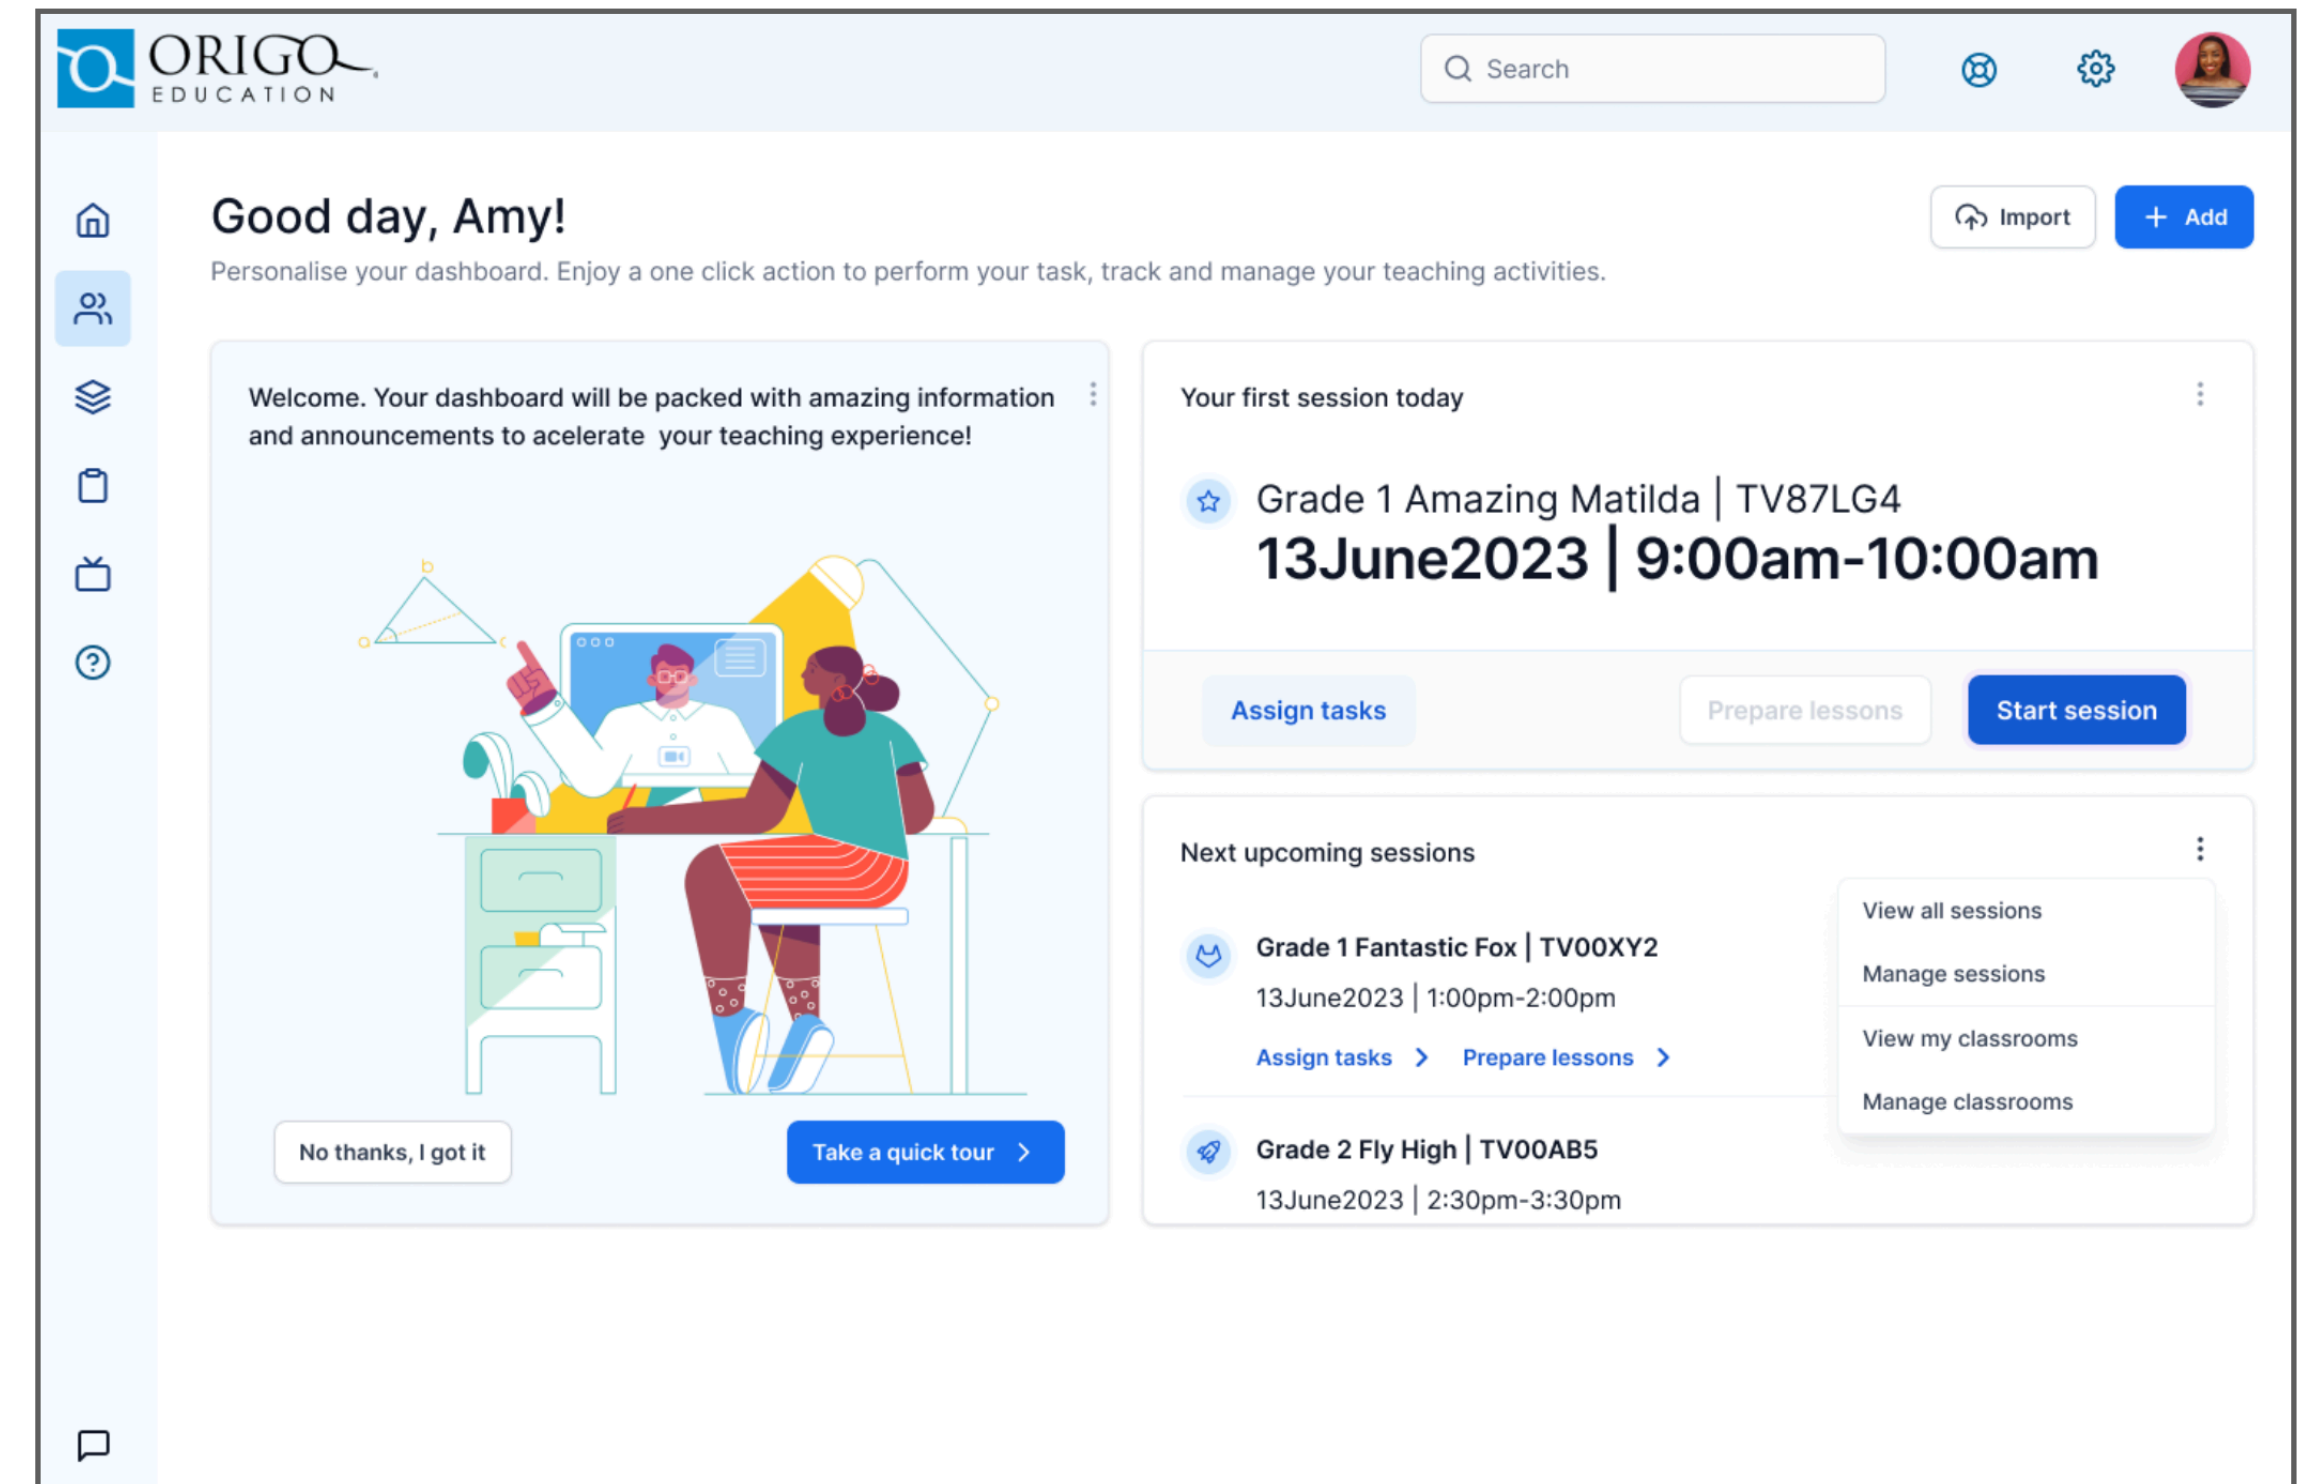 ORIGO
EDUCATION
Search
Good day, Amy!
Import
+ Add
Personalise your dashboard. Enjoy a one click action to perform your task, track and manage your teaching activities.
Welcome. Your dashboard will be packed with amazing information
and announcements to acelerate  your teaching experience!
b
a
c
No thanks, I got it
Take a quick tour
Your first session today
Grade 1 Amazing Matilda | TV87LG4
13June2023 | 9:00am-10:00am
Assign tasks
Prepare lessons
Start session
Next upcoming sessions
Grade 1 Fantastic Fox | TV00XY2
13June2023 | 1:00pm-2:00pm
Assign tasks
Prepare lessons
Grade 2 Fly High | TV00AB5
13June2023 | 2:30pm-3:30pm
View all sessions
Manage sessions
View my classrooms
Manage classrooms